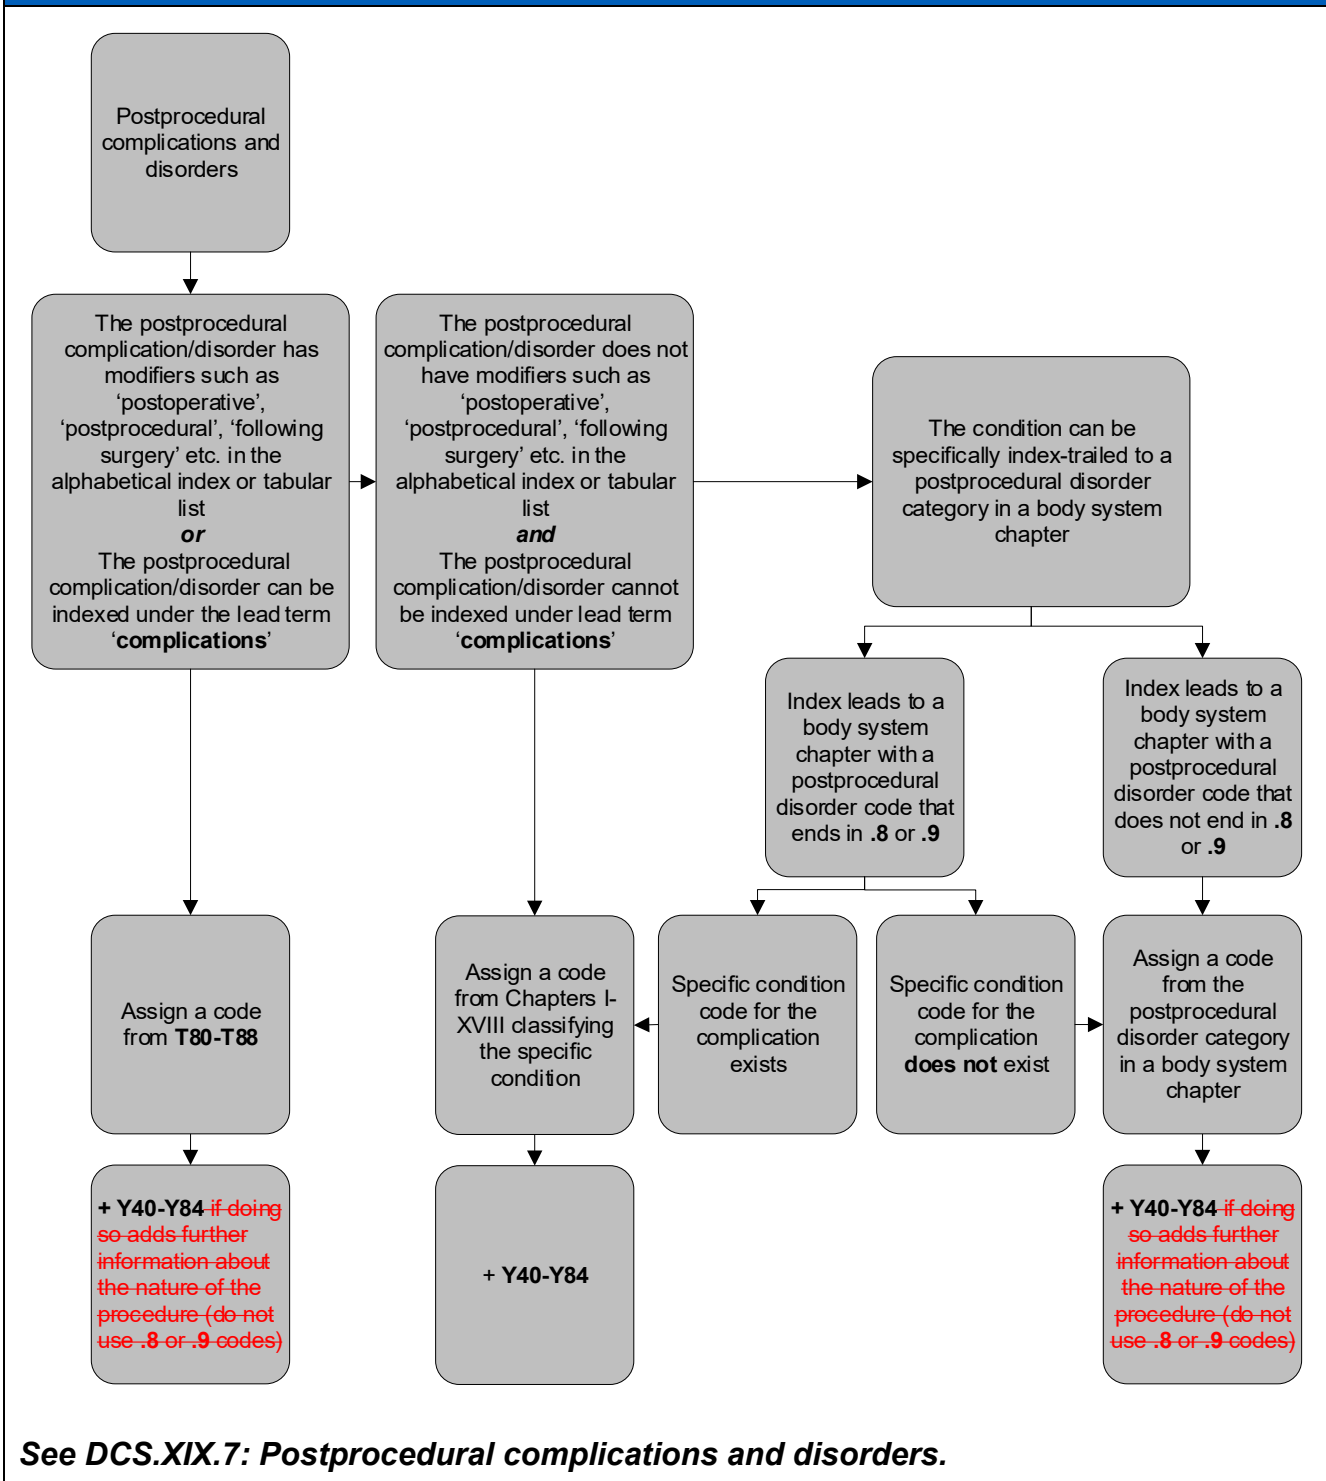 Postprocedural
complications and
disorders
The postprocedural
complication/disorder has
modifiers such as
‘postoperative’,
‘postprocedural’, ‘following
surgery’ etc. in the
alphabetical index or tabular
list
or
The postprocedural
complication/disorder can be
indexed under the lead term
‘complications’
The postprocedural
complication/disorder does not
have modifiers such as
‘postoperative’,
‘postprocedural’, ‘following
surgery’ etc. in the
alphabetical index or tabular
list
and
The postprocedural
complication/disorder cannot
be indexed under lead term
‘complications’
The condition can be
specifically index-trailed to a
postprocedural disorder
category in a body system
chapter
Index leads to a
body system
chapter with a
postprocedural
disorder code that
ends in .8 or .9
Index leads to a
body system
chapter with a
postprocedural
disorder code that
does not end in .8
or .9
Assign a code
from T80-T88
Assign a code
from Chapters I-
XVIII classifying
the specific
condition
Specific condition
code for the
complication
exists
Specific condition
code for the
complication
does not exist
Assign a code
from the
postprocedural
disorder category
in a body system
chapter
+ Y40-Y84 if doing
so adds further
information about
the nature of the
procedure (do not
use .8 or .9 codes)
+ Y40-Y84
+ Y40-Y84 if doing
so adds further
information about
the nature of the
procedure (do not
use .8 or .9 codes)
See DCS.XIX.7: Postprocedural complications and disorders.